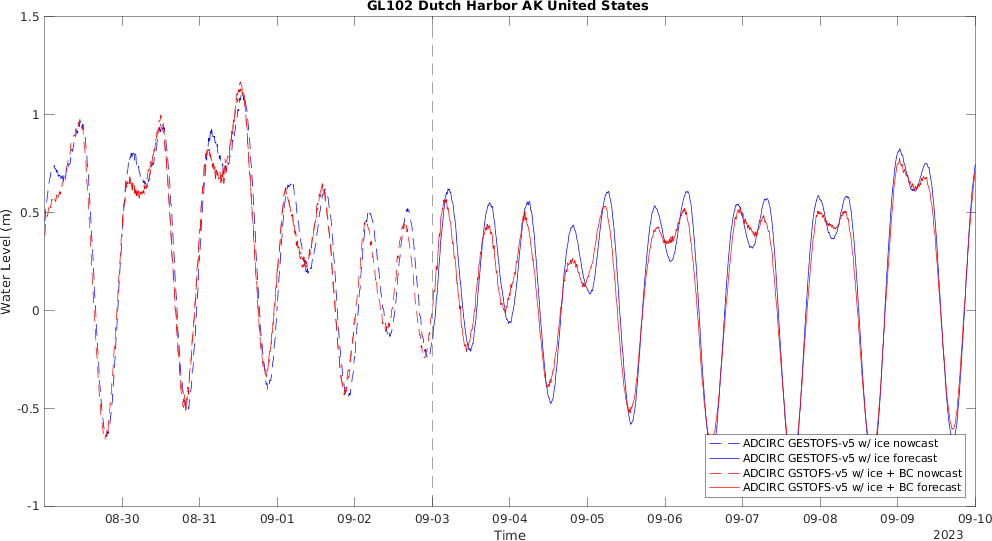 GL102 Dutch Harbor AK United States
1.5
1
0.5
0
-0.5
-1
Water Level (m)
08-30 08-31 09-01 09-02 09-03 09-04 09-05 09-06 09-07 09-08 09-09 09-10
Time
2023
ADCIRC GESTOFS-v5 w/ ice nowcast
ADCIRC GESTOFS-v5 w/ ice forecast
ADCIRC GSTOFS-v5 w/ ice + BC nowcast
ADCIRC GSTOFS-v5 w/ ice + BC forecast